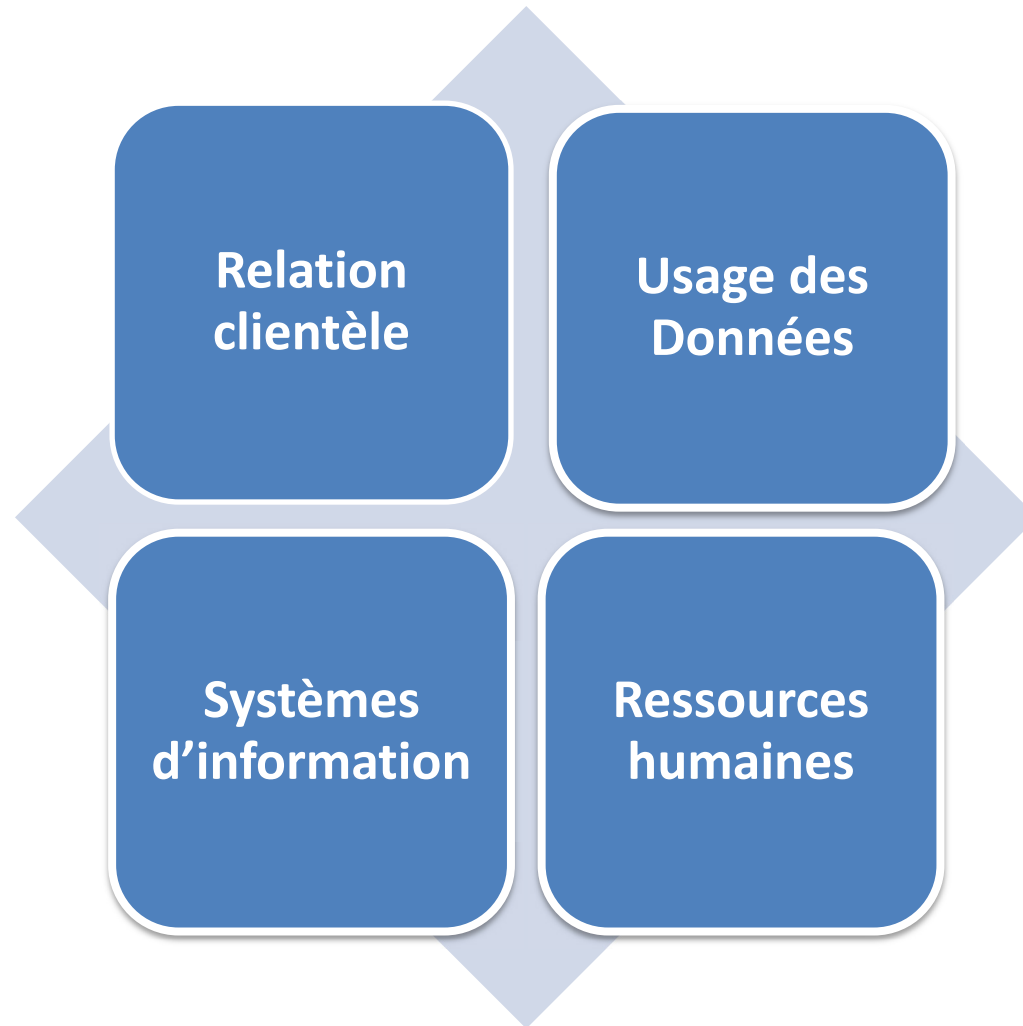 Relation
clientèle
Usage des
Données
Systèmes
d’information
Ressources
humaines